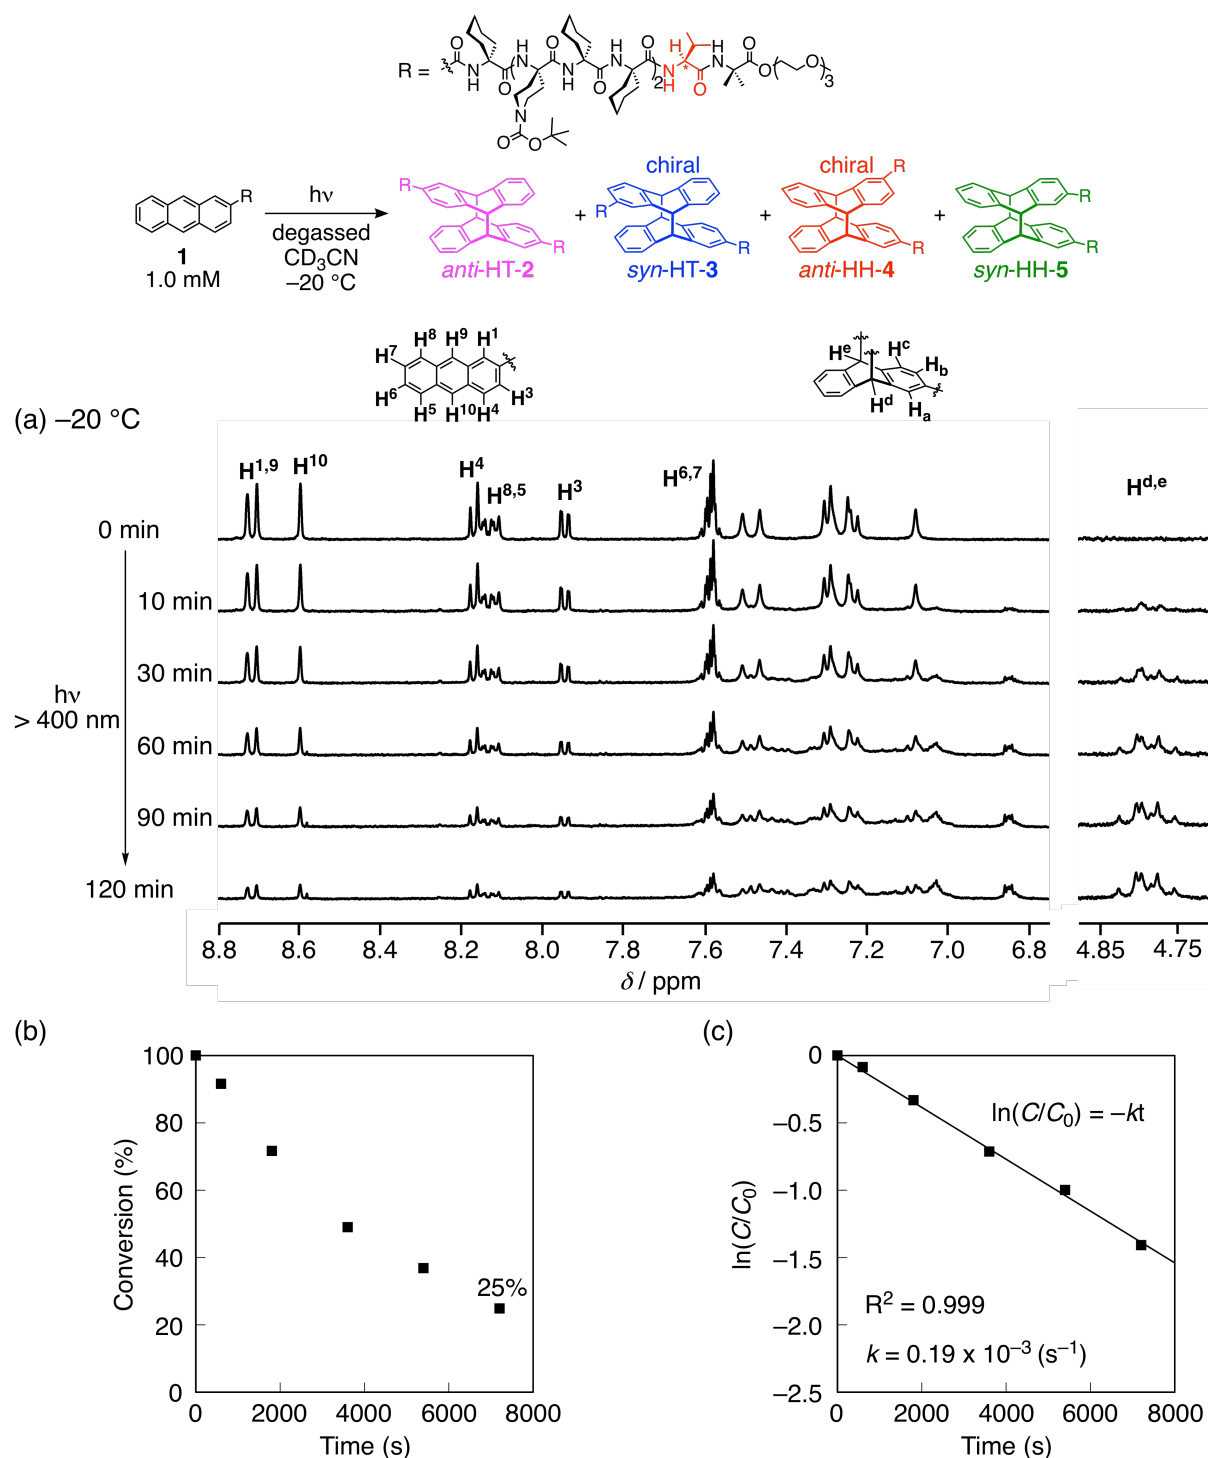 R =
O
H
N
O
N
H
O
H
N
O
N
H
O
2
H
N
H
H
*
O
H
N
O
O
O
3
N
O
O
1
1.0 mM
R
hν
degassed
CD₃CN
–20 °C
R
R
anti-HT-2
+
chiral
R
R
syn-HT-3
+
chiral
R
R
anti-HH-4
+
R
R
syn-HH-5
H⁸ H⁹ H¹
H⁷
H⁶ H³
H⁵ H¹⁰ H⁴
Hᵉ Hᶜ
H_b
Hᵈ H_a
(a) –20 °C
H¹,⁹ H¹⁰ H⁴ H⁸,⁵ H³ H⁶,⁷ Hᵈ,ᵉ
0 min
10 min
30 min
hν
> 400 nm
60 min
90 min
120 min
8.8 8.6 8.4 8.2 8.0 7.8 7.6 7.4 7.2 7.0 6.8 4.85 4.75
δ / ppm
(b)
100
80
60
40
20
0
Conversion (%)
25%
0 2000 4000 6000 8000
Time (s)
(c)
0
–0.5
–1.0
–1.5
–2.0
–2.5
ln(C/C₀)
ln(C/C₀) = –kt
R² = 0.999
k = 0.19 x 10⁻³ (s⁻¹)
0 2000 4000 6000 8000
Time (s)